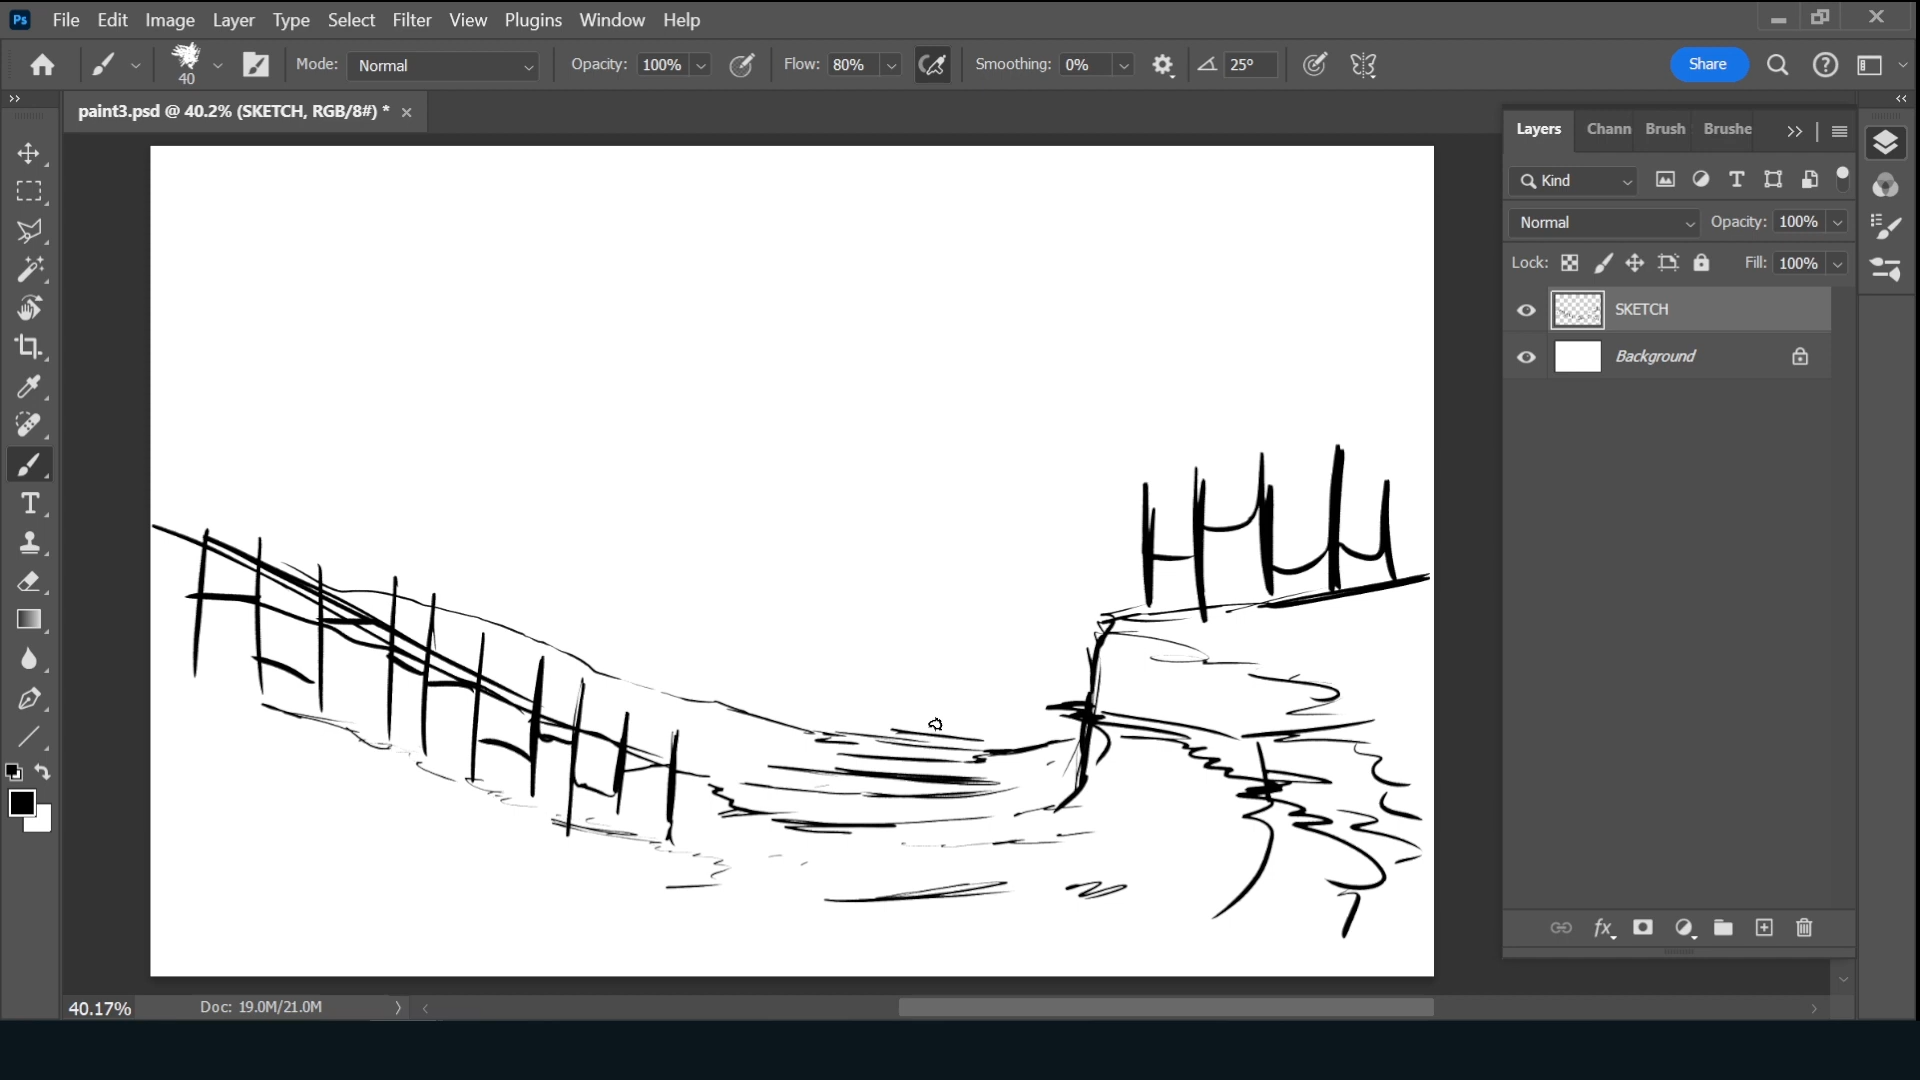 Ps File Edit Image Layer Type Select Filter View Plugins Window Help
40 Mode: Normal Opacity: 100% Flow: 80% Smoothing: 0% 25° Share
paint3.psd @ 40.2% (SKETCH, RGB/8#) *
Layers Chann Brush Brushe
Kind
Normal Opacity: 100%
Lock: Fill: 100%
SKETCH
Background
fx
40.17% Doc: 19.0M/21.0M